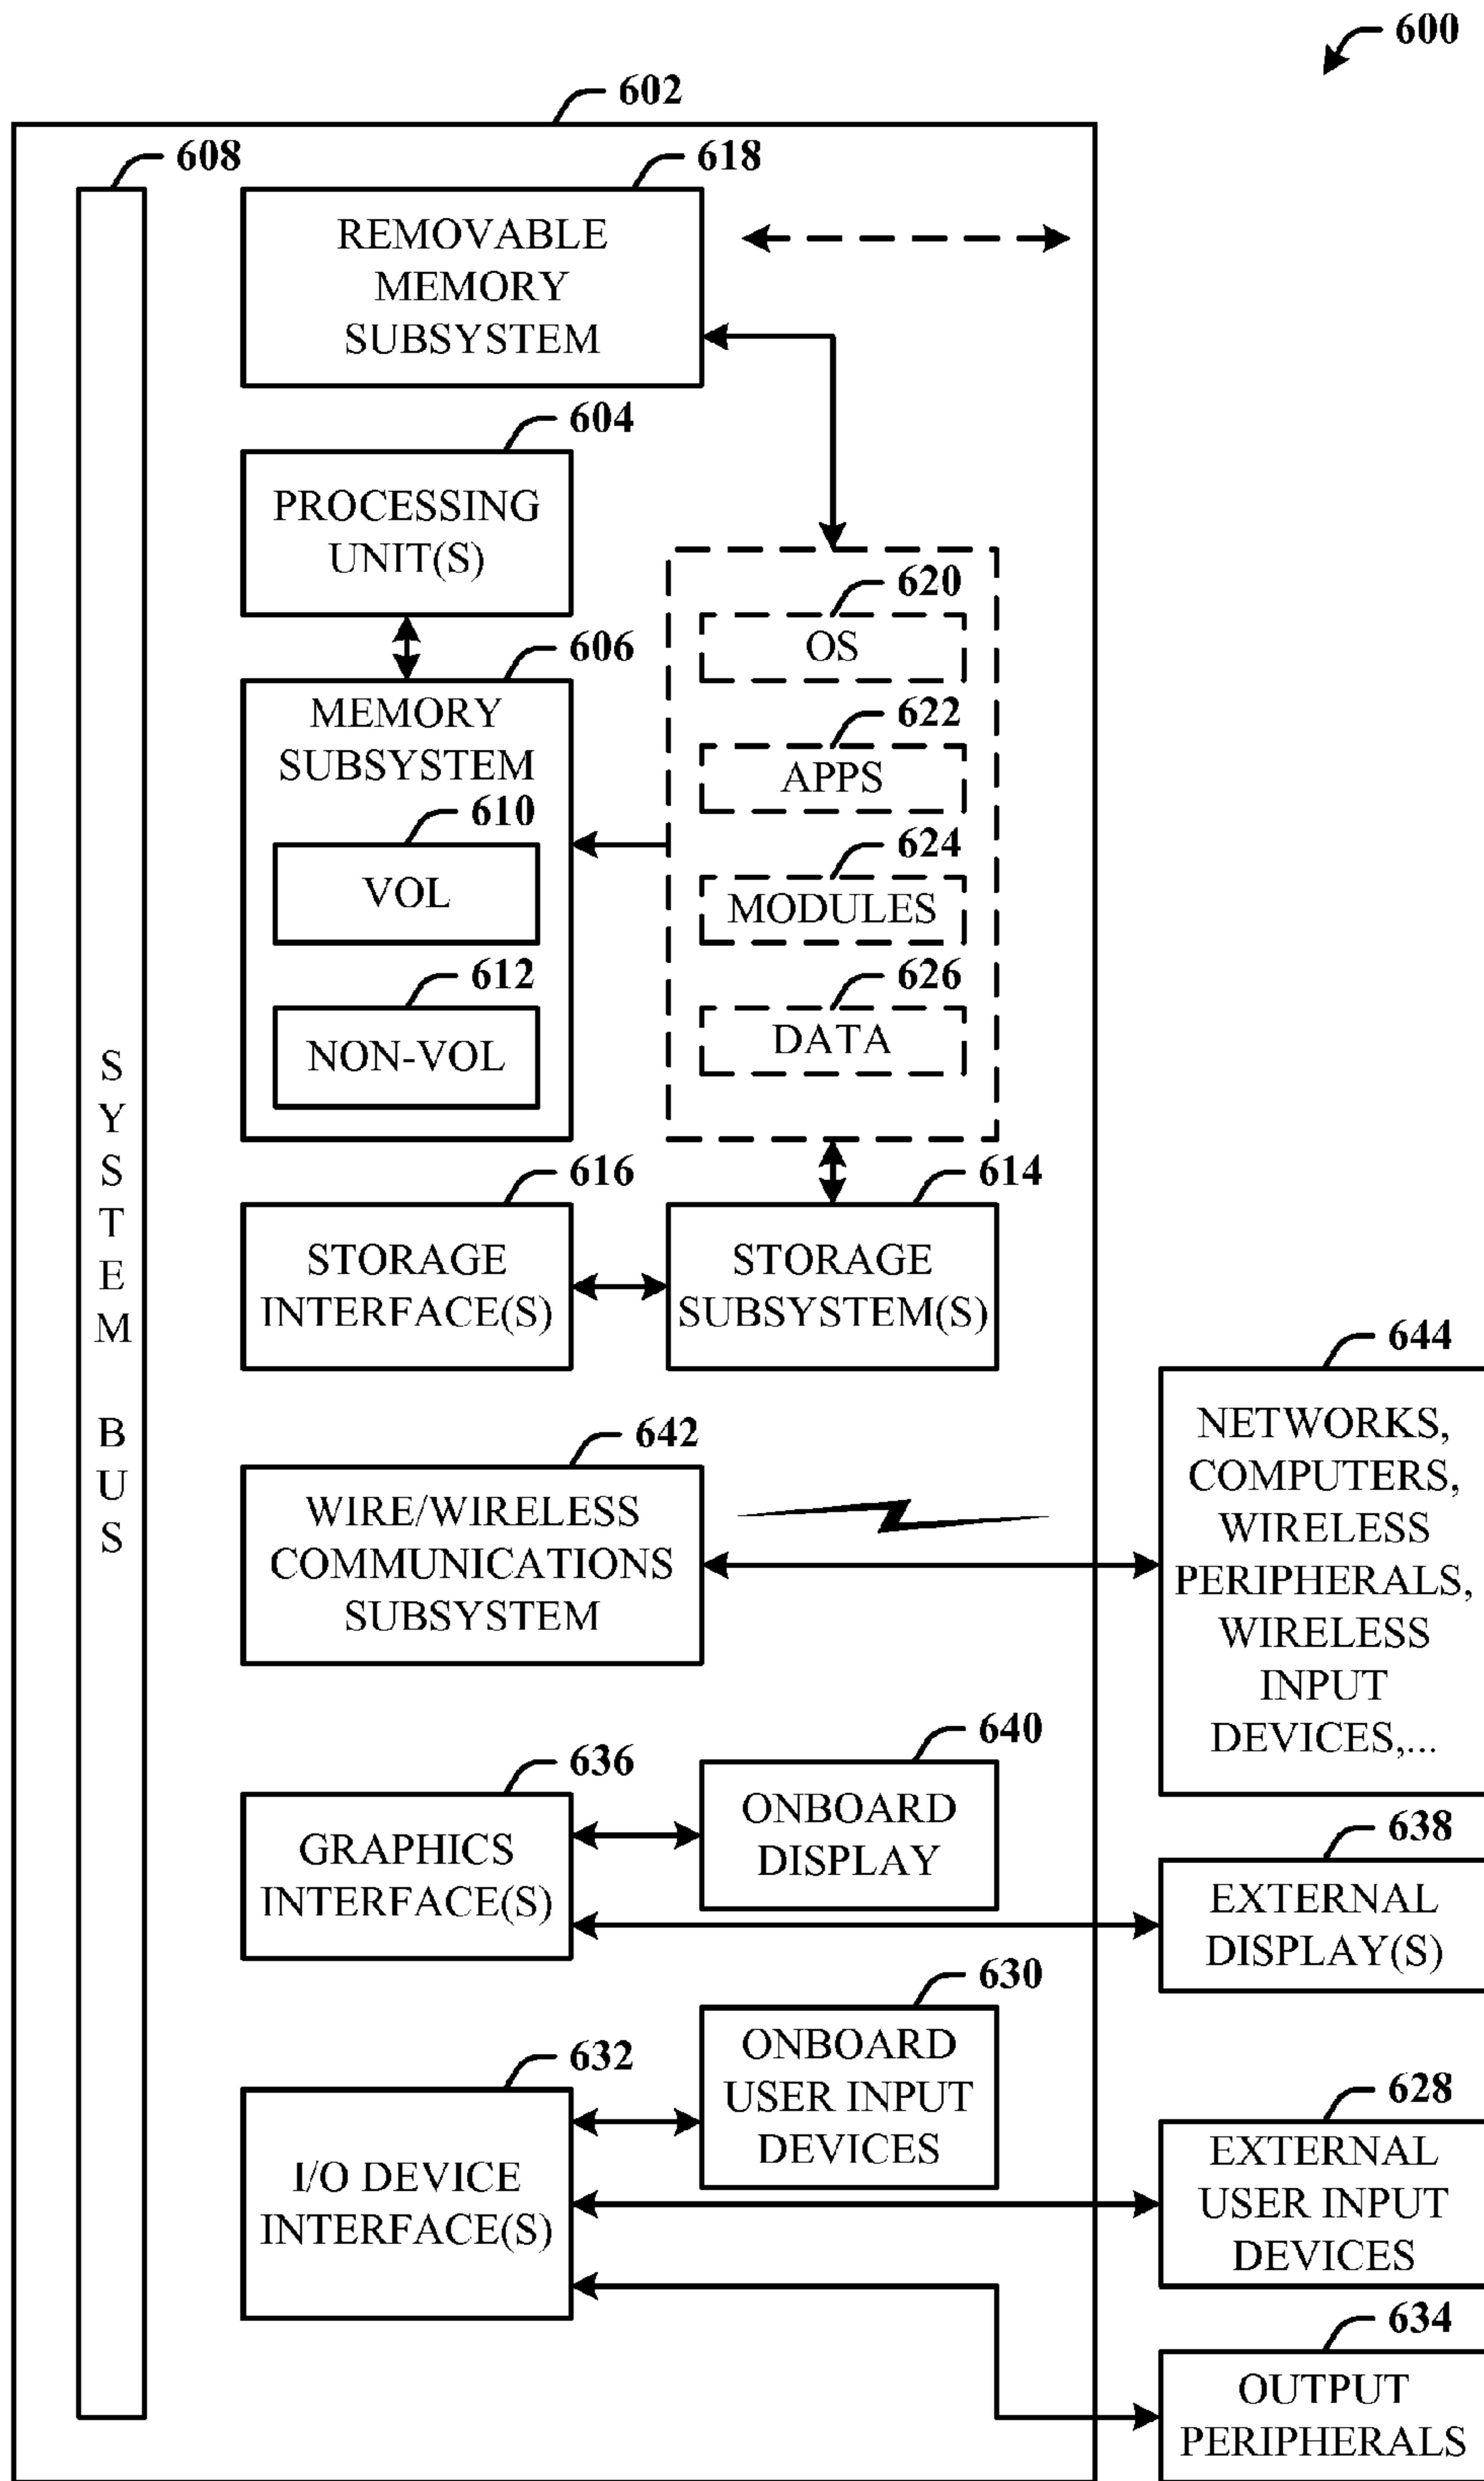 600
602
608
618
REMOVABLE
MEMORY
SUBSYSTEM
604
PROCESSING
UNIT(S)
606
MEMORY
SUBSYSTEM
610
VOL
612
NON-VOL
620
OS
622
APPS
624
MODULES
626
DATA
SYSTEM BUS
616
STORAGE
INTERFACE(S)
614
STORAGE
SUBSYSTEM(S)
642
WIRE/WIRELESS
COMMUNICATIONS
SUBSYSTEM
644
NETWORKS,
COMPUTERS,
WIRELESS
PERIPHERALS,
WIRELESS
INPUT
DEVICES,...
636
GRAPHICS
INTERFACE(S)
640
ONBOARD
DISPLAY
638
EXTERNAL
DISPLAY(S)
632
I/O DEVICE
INTERFACE(S)
630
ONBOARD
USER INPUT
DEVICES
628
EXTERNAL
USER INPUT
DEVICES
634
OUTPUT
PERIPHERALS